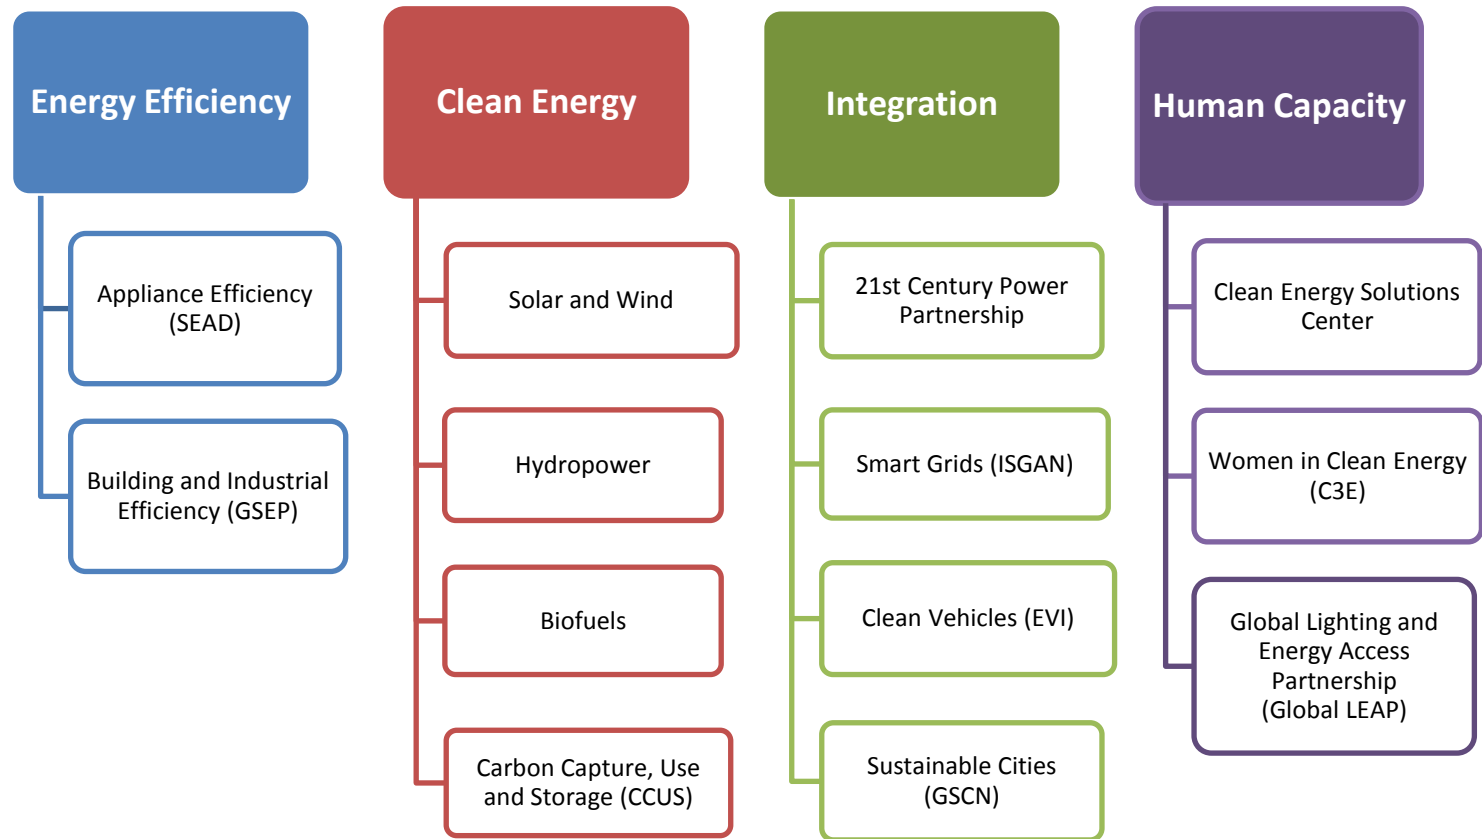 Energy Efficiency
Appliance Efficiency
(SEAD)
Building and Industrial
Efficiency (GSEP)
Clean Energy
Solar and Wind
Hydropower
Biofuels
Carbon Capture, Use
and Storage (CCUS)
Integration
21st Century Power
Partnership
Smart Grids (ISGAN)
Clean Vehicles (EVI)
Sustainable Cities
(GSCN)
Human Capacity
Clean Energy Solutions
Center
Women in Clean Energy
(C3E)
Global Lighting and
Energy Access
Partnership
(Global LEAP)